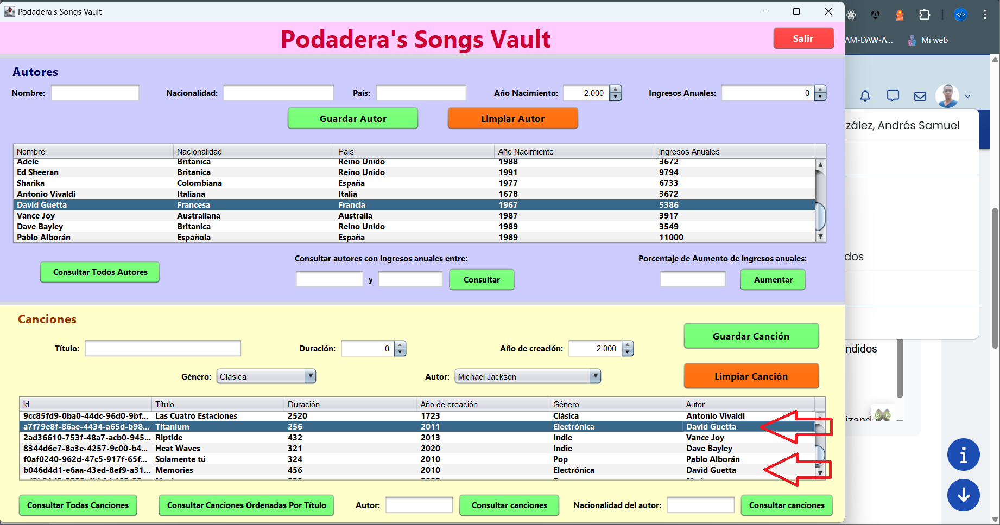 Podadera's Songs Vault
Podadera's Songs Vault
Salir
AM-DAW-A...
Mi web
Autores
Nombre:
Nacionalidad:
País:
Año Nacimiento:
2.000
Ingresos Anuales:
0
Guardar Autor
Limpiar Autor
zález, Andrés Samuel
Nombre Nacionalidad País Año Nacimiento Ingresos Anuales
Adele Britanica Reino Unido 1988 3672
Ed Sheeran Britanica Reino Unido 1991 9794
Sharika Colombiana España 1977 6733
Antonio Vivaldi Italiana Italia 1678 3672
David Guetta Francesa Francia 1967 5386
Vance Joy Australiana Australia 1987 3917
Dave Bayley Britanica Reino Unido 1989 3549
Pablo Alborán Española España 1989 11000
dos
Consultar Todos Autores
Consultar autores con ingresos anuales entre:
y
Consultar
Porcentaje de Aumento de ingresos anuales:
Aumentar
Canciones
Guardar Canción
Título:
Duración:
0
Año de creación:
2.000
ndidos
Género:
Clasica
Autor:
Michael Jackson
Limpiar Canción
Id Título Duración Año de creación Género Autor
9cc85fd9-0ba0-44dc-96d0-9bf... Las Cuatro Estaciones 2520 1723 Clásica Antonio Vivaldi
a7f79e8f-86ae-4434-a65d-b98... Titanium 256 2011 Electrónica David Guetta
2ad36610-753f-48a7-acb0-945... Riptide 432 2013 Indie Vance Joy
8344d6e7-8a3e-4257-9c00-b4... Heat Waves 321 2020 Indie Dave Bayley
f0af0240-962d-47c5-917f-65f... Solamente tú 324 2010 Pop Pablo Alborán
b046d4d1-e6aa-43ed-8ef9-a31... Memories 456 2010 Electrónica David Guetta
Consultar Todas Canciones
Consultar Canciones Ordenadas Por Título
Autor:
Consultar canciones
Nacionalidad del autor:
Consultar canciones